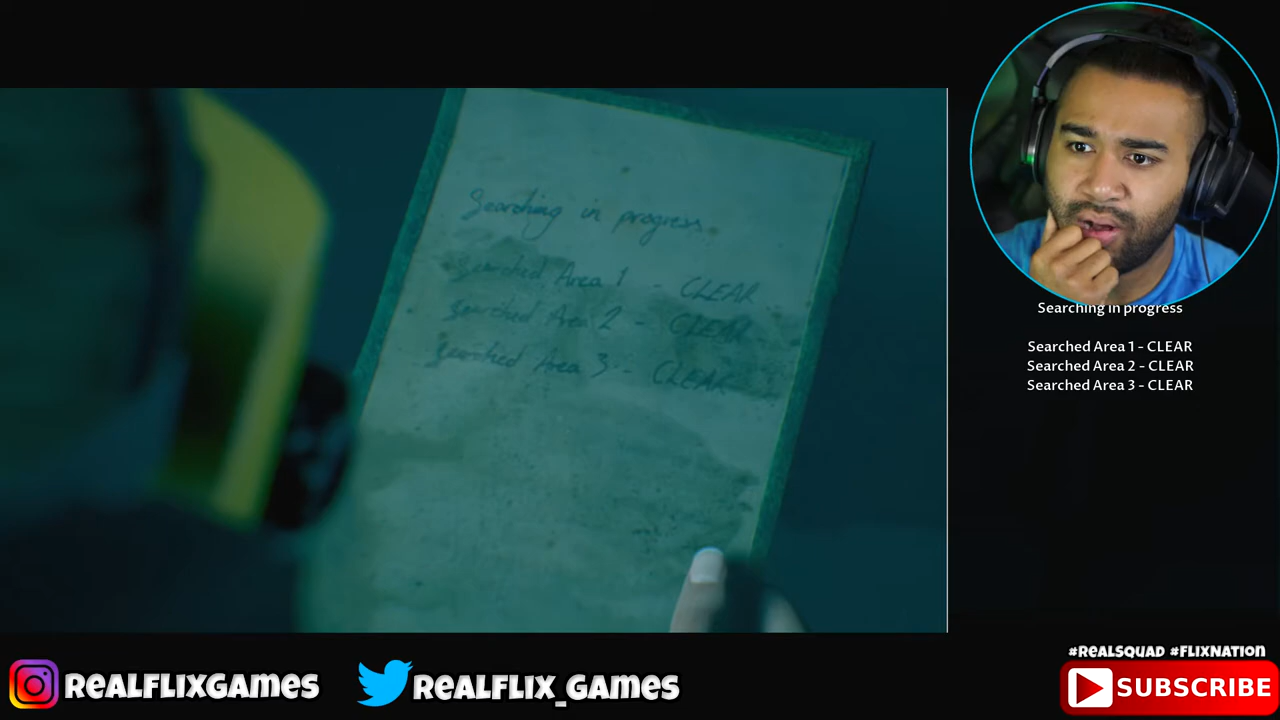 Searching in progress.
Searched Area 1 - CLEAR
Searched Area 2 - CLEAR
Searched Area 3 - CLEAR
Searching in progress
Searched Area 1 - CLEAR
Searched Area 2 - CLEAR
Searched Area 3 - CLEAR
#REALSQUAD #FLIXNATION
REALFLIXGAMES
REALFLIX_GAMES
SUBSCRIBE